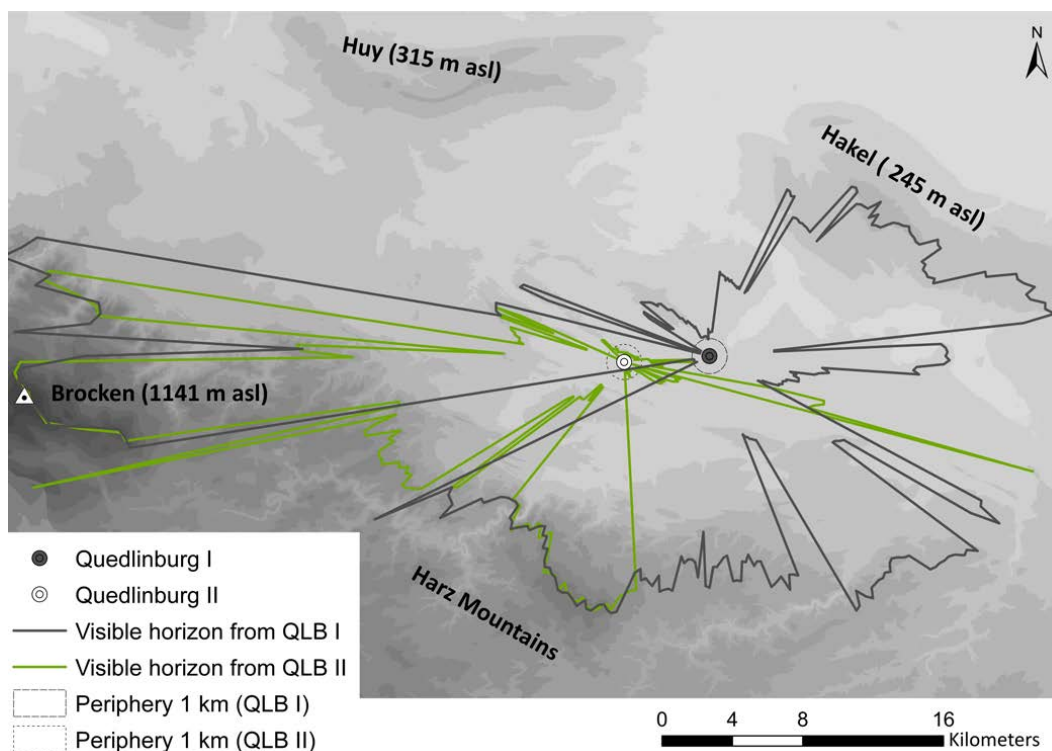 N
Huy (315 m asl)
Hakel ( 245 m asl)
Brocken (1141 m asl)
Harz Mountains
Quedlinburg I
Quedlinburg II
Visible horizon from QLB I
Visible horizon from QLB II
Periphery 1 km (QLB I)
Periphery 1 km (QLB II)
0 4 8 16
Kilometers